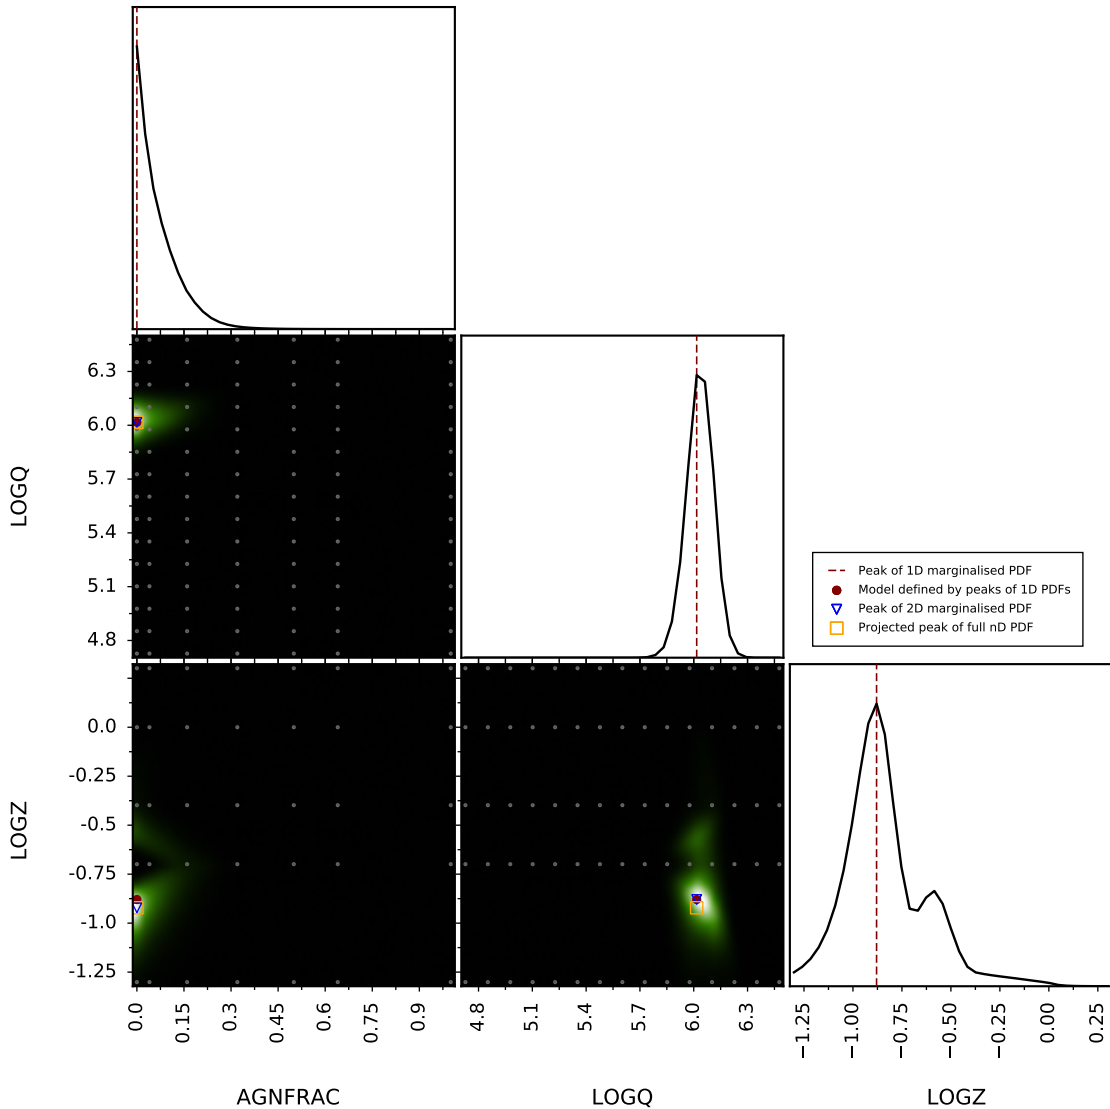 6.3
6.0
5.7
5.4
5.1
4.8
LOGQ
Peak of 1D marginalised PDF
Model defined by peaks of 1D PDFs
Peak of 2D marginalised PDF
Projected peak of full nD PDF
0.0
-0.25
-0.5
-0.75
-1.0
-1.25
LOGZ
0.0 0.15 0.3 0.45 0.6 0.75 0.9
4.8 5.1 5.4 5.7 6.0 6.3
−1.25 −1.00 −0.75 −0.50 −0.25 0.00 0.25
AGNFRAC LOGQ LOGZ